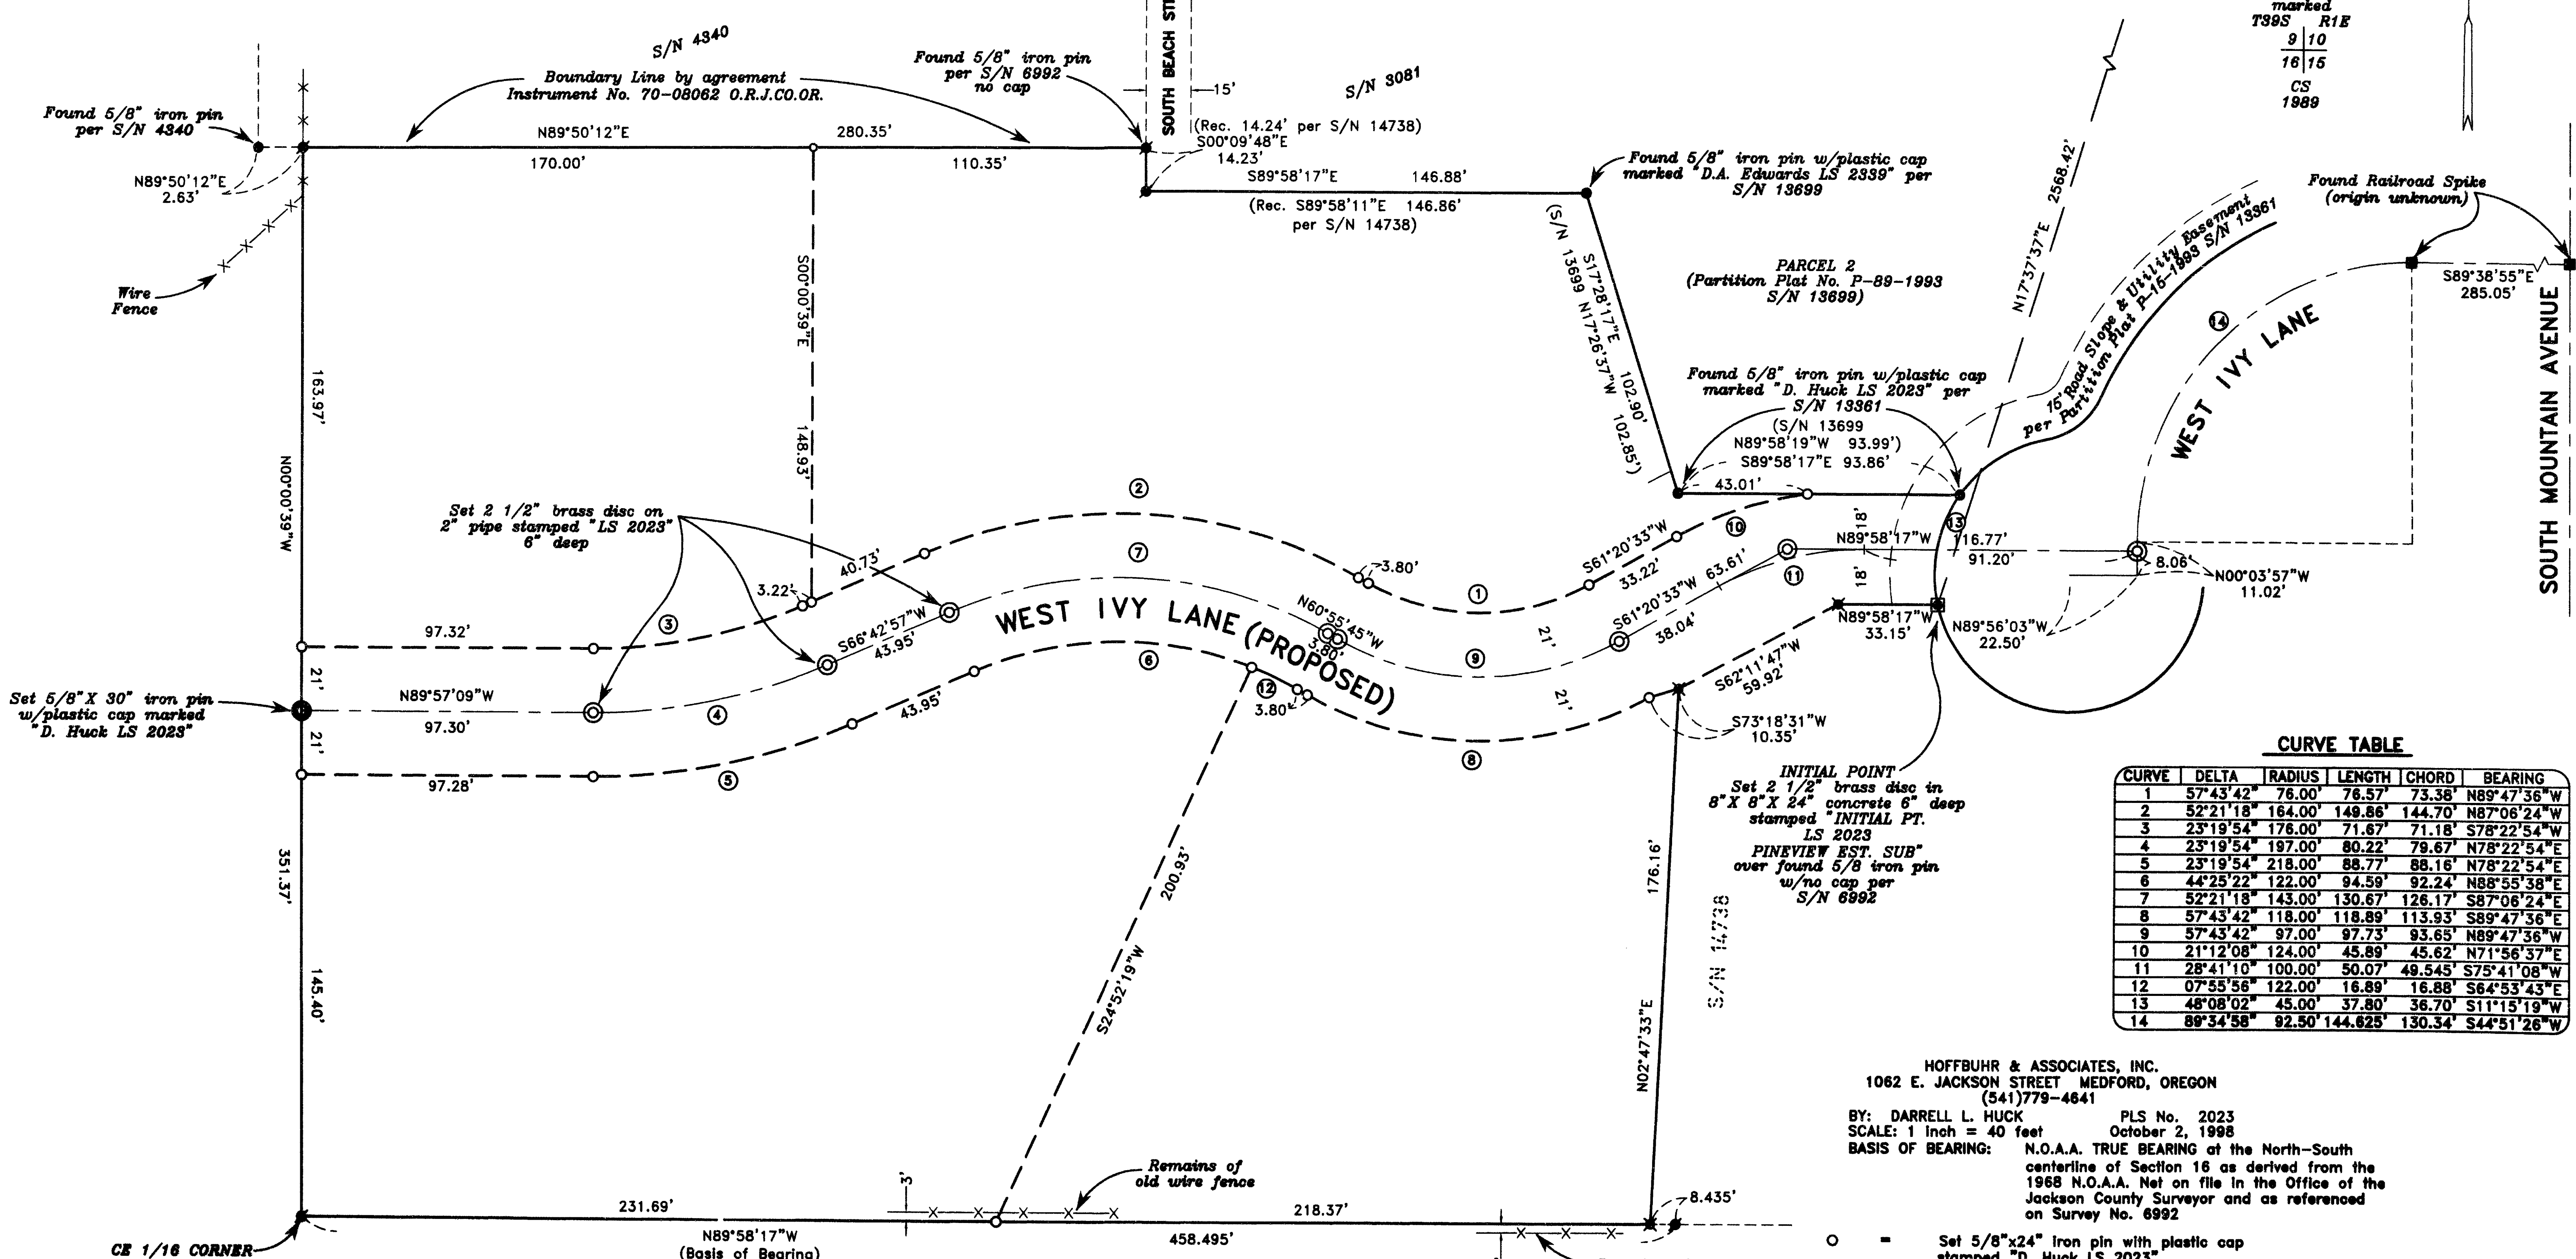 S/N 4340
Boundary Line by agreement
Instrument No. 70-08062 O.R.J.CO.OR.
Found 5/8" iron pin
per S/N 6992
no cap
SOUTH BEACH
15'
S/N 3081
marked
T39S R1E
9 10
16 15
CS
1989
Found 5/8" iron pin
per S/N 4340
N89°50'12"E
2.63'
N89°50'12"E 280.35'
170.00' 110.35'
(Rec. 14.24' per S/N 14738)
S00°09'48"E
14.23'
S89°58'17"E 146.88'
(Rec. S89°58'11"E 146.86'
per S/N 14738)
Found 5/8" iron pin w/plastic cap
marked "D.A. Edwards LS 2339" per
S/N 13699
Found Railroad Spike
(origin unknown)
S89°38'55"E
285.05'
SOUTH MOUNTAIN AVENUE
N17°37'37"E 2568.42'
15' Road Slope & Utility Easement
per Partition Plat P-15-1993 S/N 13361
14
WEST IVY LANE
PARCEL 2
(Partition Plat No. P-89-1993
S/N 13699)
S17°28'17"E 102.90'
(S/N 13699 N17°26'37"W 102.85')
Wire
Fence
163.97'
N00°00'39"W
S00°00'39"E
148.93'
Found 5/8" iron pin w/plastic cap
marked "D. Huck LS 2023" per
S/N 13361
(S/N 13699
N89°58'19"W 93.99')
S89°58'17"E 93.86'
43.01'
Set 2 1/2" brass disc on
2" pipe stamped "LS 2023"
6" deep
2
7
3.22'
40.73'
3.80'
1
S61°20'33"W
33.22'
10
13
18'
18'
N89°58'17"W 116.77'
91.20'
11
8.06'
N00°03'57"W
11.02'
N89°56'03"W
22.50'
N89°58'17"W
33.15'
97.32'
3
S66°42'57"W
43.95'
WEST IVY LANE (PROPOSED)
N60°55'45"W
3.80'
S61°20'33"W 63.61'
38.04'
21'
21'
9
S62°11'47"W
59.92'
21'
21'
Set 5/8"X 30" iron pin
w/plastic cap marked
"D. Huck LS 2023"
N89°57'09"W
97.30'
4
43.95'
6
12
3.80'
97.28'
5
8
S73°18'31"W
10.35'
INITIAL POINT
Set 2 1/2" brass disc in
8"X 8"X 24" concrete 6" deep
stamped "INITIAL PT.
LS 2023
PINEVIEW EST. SUB"
over found 5/8 iron pin
w/no cap per
S/N 6992
351.37'
145.40'
200.93'
S24°52'19"W
176.16'
N02°47'33"E
S/N 14738
CURVE TABLE
CURVE DELTA RADIUS LENGTH CHORD BEARING
1 57°43'42" 76.00' 76.57' 73.38' N89°47'36"W
2 52°21'18" 164.00' 149.86' 144.70' N87°06'24"W
3 23°19'54" 176.00' 71.67' 71.18' S78°22'54"W
4 23°19'54" 197.00' 80.22' 79.67' N78°22'54"E
5 23°19'54" 218.00' 88.77' 88.16' N78°22'54"E
6 44°25'22" 122.00' 94.59' 92.24' N88°55'38"E
7 52°21'18" 143.00' 130.67' 126.17' S87°06'24"E
8 57°43'42" 118.00' 118.89' 113.93' S89°47'36"E
9 57°43'42" 97.00' 97.73' 93.65' N89°47'36"W
10 21°12'08" 124.00' 45.89' 45.62' N71°56'37"E
11 28°41'10" 100.00' 50.07' 49.545' S75°41'08"W
12 07°55'56" 122.00' 16.89' 16.88' S64°53'43"E
13 48°08'02" 45.00' 37.80' 36.70' S11°15'19"W
14 89°34'58" 92.50' 144.625' 130.34' S44°51'26"W
HOFFBUHR & ASSOCIATES, INC.
1062 E. JACKSON STREET MEDFORD, OREGON
(541)779-4641
BY: DARRELL L. HUCK PLS No. 2023
SCALE: 1 inch = 40 feet October 2, 1998
BASIS OF BEARING: N.O.A.A. TRUE BEARING at the North-South
centerline of Section 16 as derived from the
1968 N.O.A.A. Net on file in the Office of the
Jackson County Surveyor and as referenced
on Survey No. 6992
O = Set 5/8"x24" iron pin with plastic cap
stamped "D. Huck LS 2023"
Remains of
old wire fence
3'
231.69'
218.37'
8.435'
N89°58'17"W
458.495'
(Basis of Bearing)
CE 1/16 CORNER